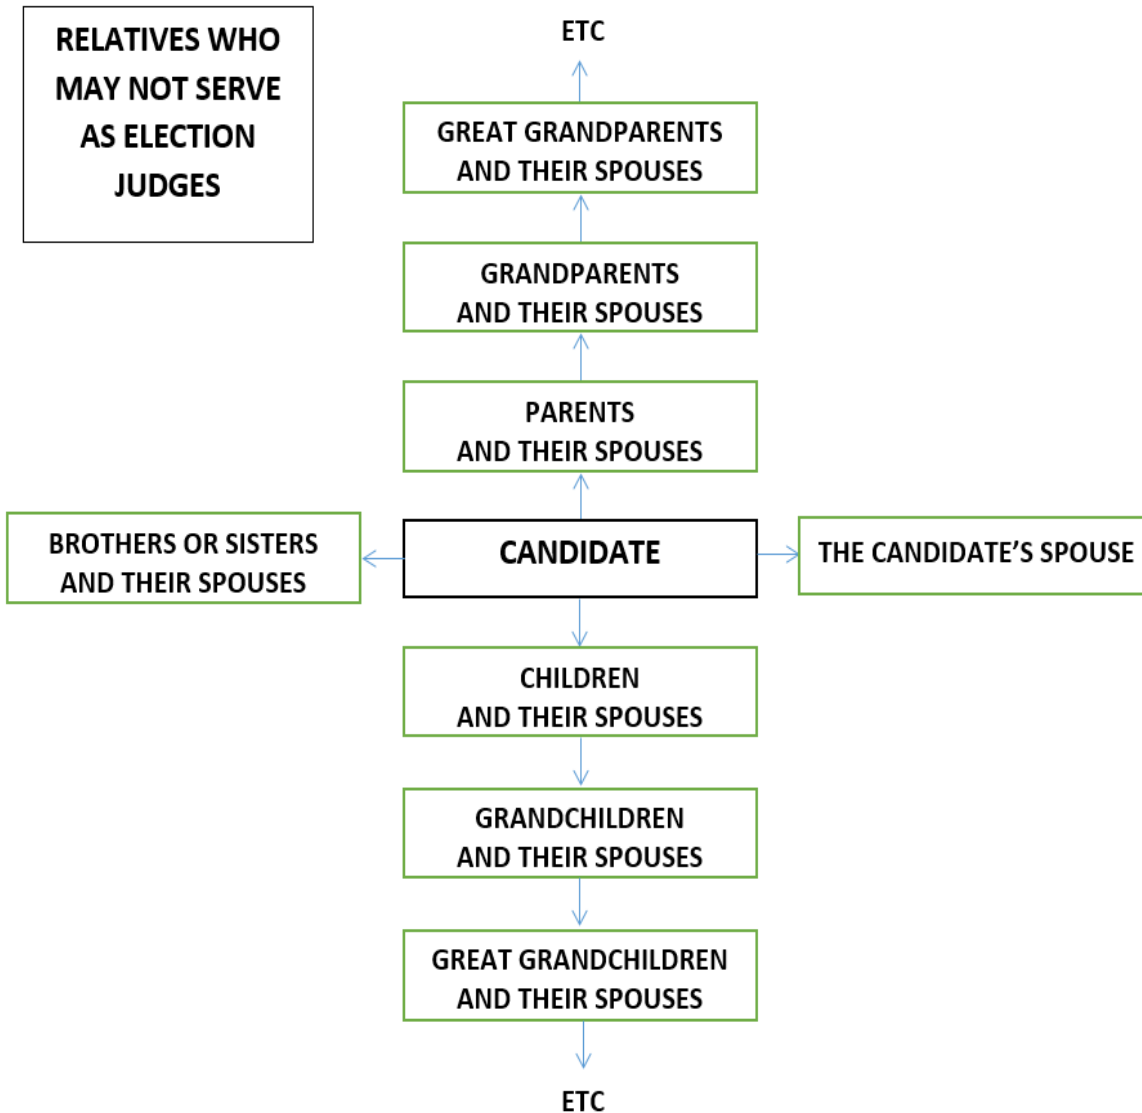 RELATIVES WHO
MAY NOT SERVE
AS ELECTION
JUDGES
ETC
GREAT GRANDPARENTS
AND THEIR SPOUSES
GRANDPARENTS
AND THEIR SPOUSES
PARENTS
AND THEIR SPOUSES
BROTHERS OR SISTERS
AND THEIR SPOUSES
CANDIDATE
THE CANDIDATE'S SPOUSE
CHILDREN
AND THEIR SPOUSES
GRANDCHILDREN
AND THEIR SPOUSES
GREAT GRANDCHILDREN
AND THEIR SPOUSES
ETC